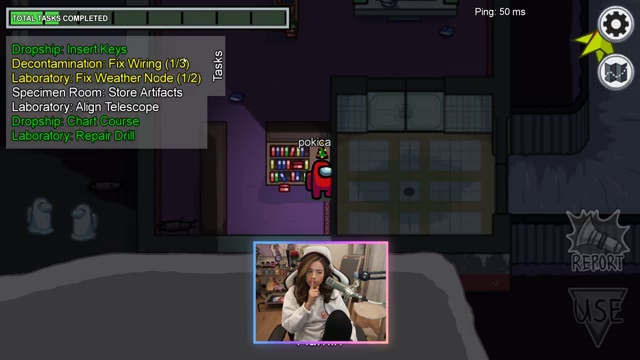 TOTAL TASKS COMPLETED
Ping: 50 ms
Dropship: Insert Keys
Decontamination: Fix Wiring (1/3)
Laboratory: Fix Weather Node (1/2)
Specimen Room: Store Artifacts
Laboratory: Align Telescope
Dropship: Chart Course
Laboratory: Repair Drill
Tasks
pokica
REPORT
USE